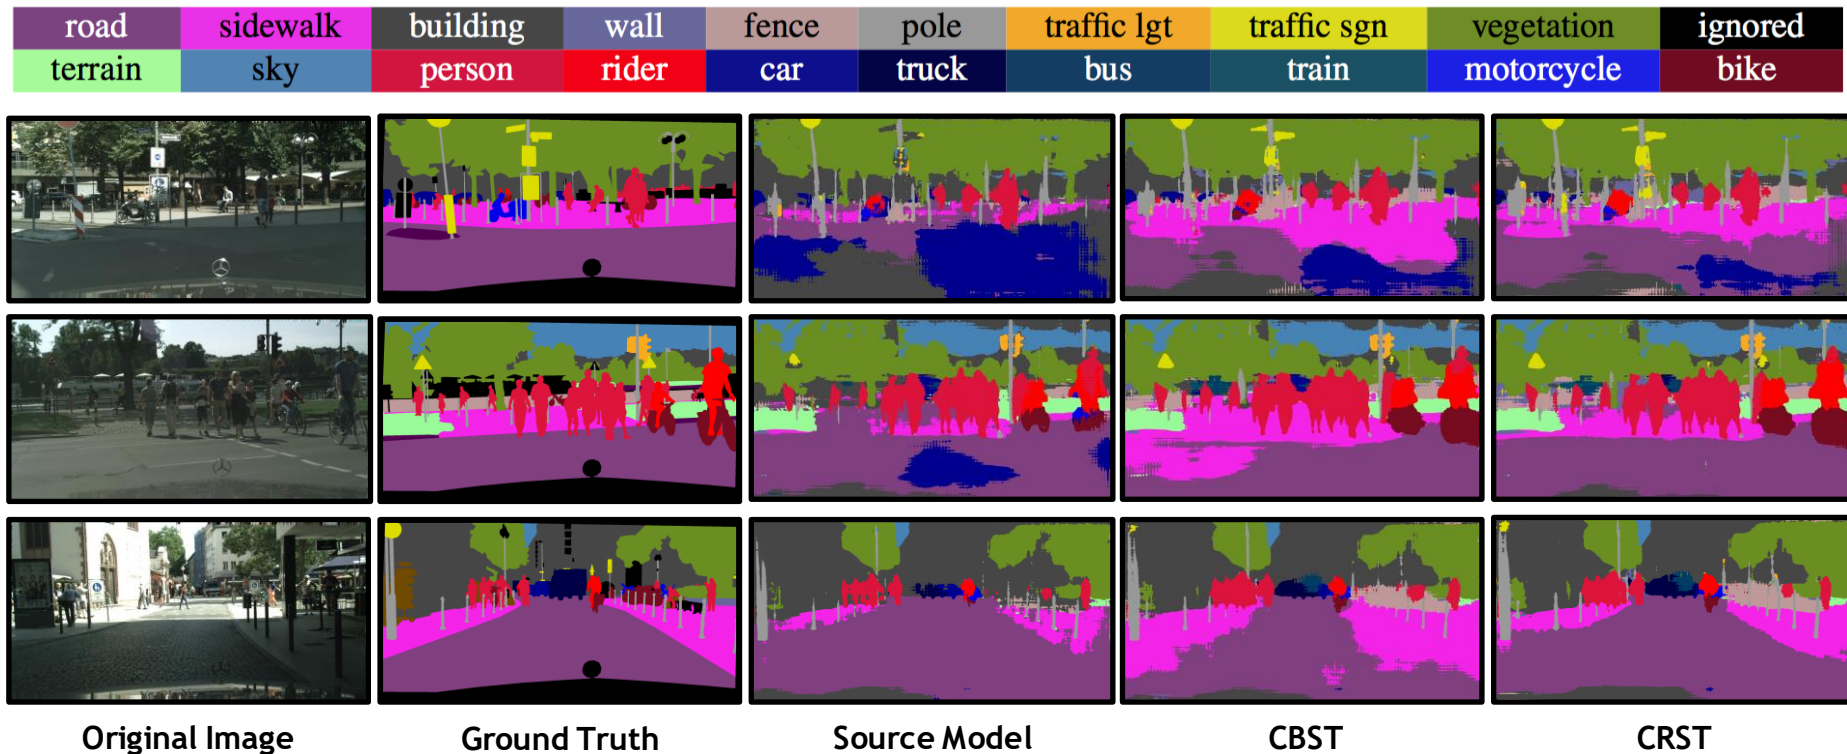 road sidewalk building wall fence pole traffic lgt traffic sgn vegetation ignored
terrain sky person rider car truck bus train motorcycle bike
Original Image Ground Truth Source Model CBST CRST